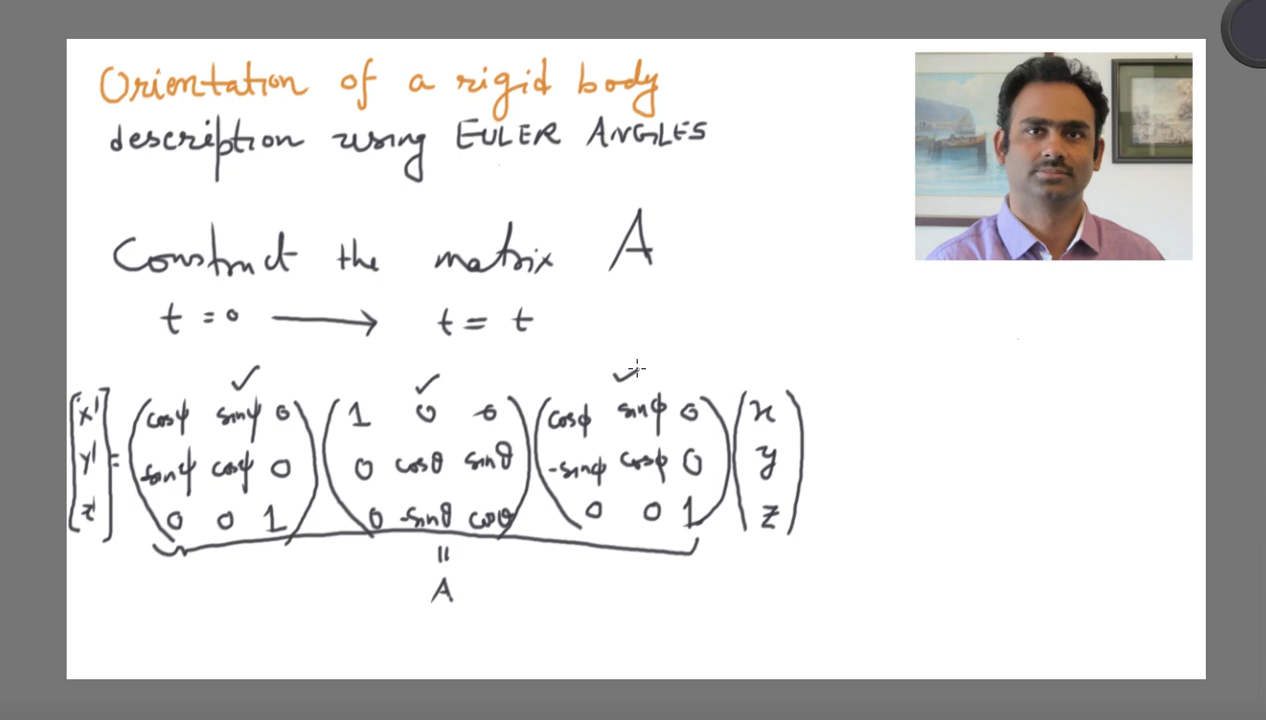 Orientation of a rigid body
description using EULER ANGLES
Construct the matrix A
t = 0 ⟶ t = t
[x'] = (cosψ sinψ 0) (1 0 0) (cosϕ sinϕ 0) (x)
[y'] (-sinψ cosψ 0) (0 cosθ sinθ) (-sinϕ cosϕ 0) (y)
[z'] (0 0 1) (0 -sinθ cosθ) (0 0 1) (z)
=
A